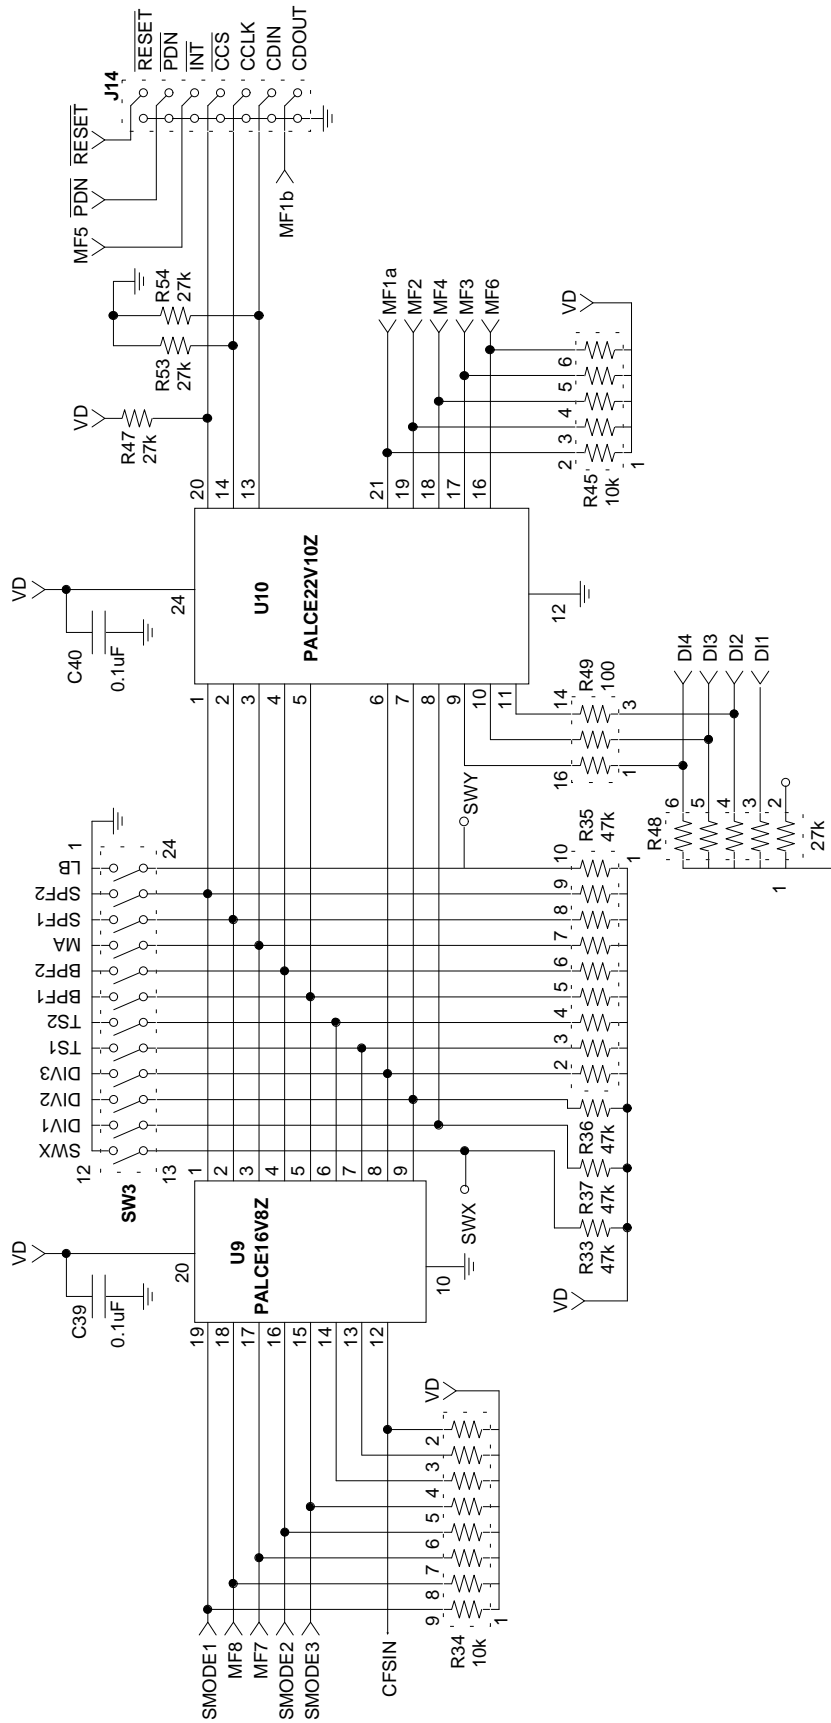 J14
RESET
PDN
INT
CCS
CCLK
CDIN
CDOUT
RESET
PDN
MF5
MF1b
R54
27k
R53
27k
VD
R47
27k
20
14
13
VD
C40
0.1uF
24
U10
PALCE22V10Z
12
21
19
18
17
16
MF1a
MF2
MF4
MF3
MF6
VD
6
5
4
3
2
1
R45
10k
1
2
3
4
5
6
7
8
9
10
11
14
R49
100
3
16
1
DI4
DI3
DI2
DI1
R48
6
5
4
3
2
27k
1
SWY
1
24
LB
SPF2
SPF1
MA
BPF2
BPF1
TS2
TS1
DIV3
DIV2
DIV1
SWX
12
13
SW3
R35
47k
1
10
9
8
7
6
5
4
3
2
R36
47k
R37
47k
R33
47k
VD
SWX
VD
C39
0.1uF
20
U9
PALCE16V8Z
10
1
2
3
4
5
6
7
8
9
19
18
17
16
15
14
13
12
VD
2
3
4
5
6
7
8
9
1
R34
10k
SMODE1
MF8
MF7
SMODE2
SMODE3
CFSIN